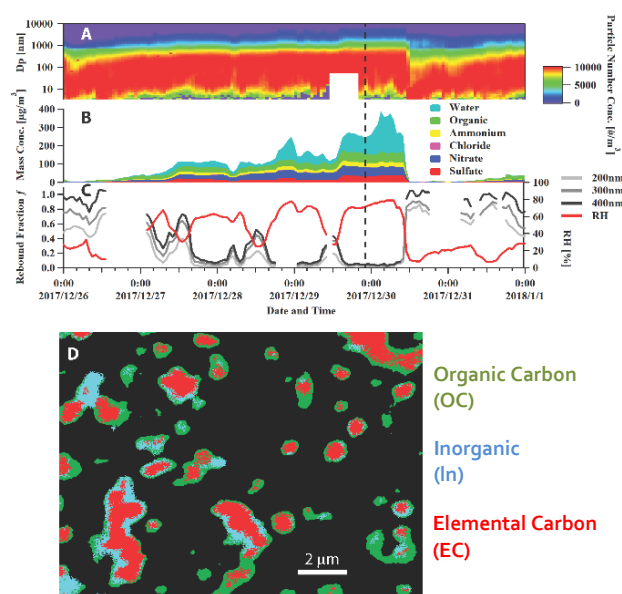 A
Dp [nm]
10000
1000
100
10
Particle Number Conc. [#/m³]
10000
5000
0
B
Mass Conc. [µg/m³]
400
300
200
100
0
Water
Organic
Ammonium
Chloride
Nitrate
Sulfate
C
Rebound Fraction f
1.0
0.8
0.6
0.4
0.2
0.0
100
80
60
40
20
0
RH [%]
200nm
300nm
400nm
RH
0:00 0:00 0:00 0:00 0:00 0:00 0:00
2017/12/26 2017/12/27 2017/12/28 2017/12/29 2017/12/30 2017/12/31 2018/1/1
Date and Time
D
Organic Carbon
(OC)
Inorganic
(In)
Elemental Carbon
(EC)
2 µm